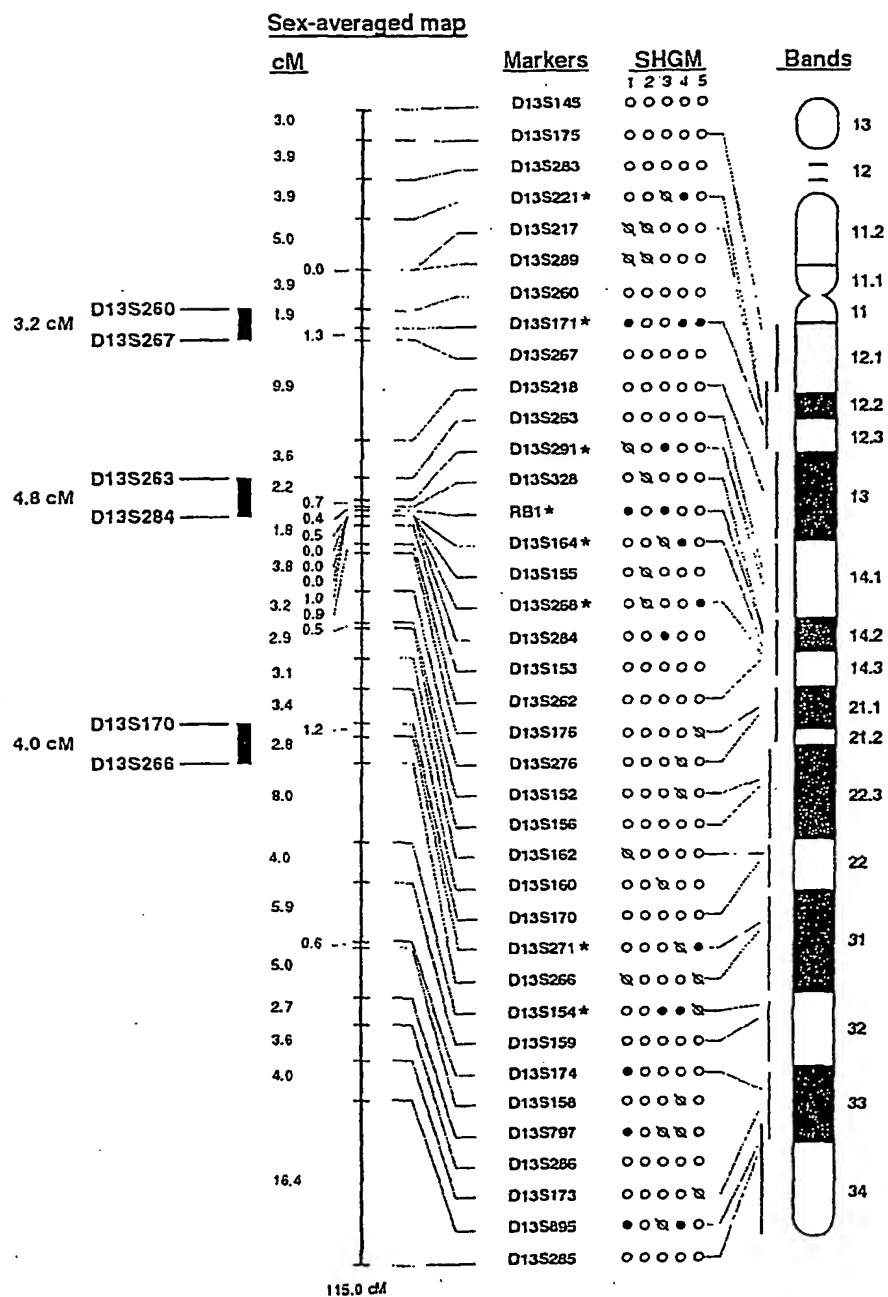 Sex-averaged map
cM Markers SHGM Bands
1 2 3 4 5
3.0
3.9
3.9
5.0
0.0
3.9
1.9
1.3
9.9
3.6
2.2
0.7
0.4
1.8
0.5
0.0
3.8
0.0
0.0
1.0
3.2
0.9
0.5
2.9
3.1
3.4
1.2
2.8
8.0
4.0
5.9
0.6
5.0
2.7
3.6
4.0
16.4
115.0 cM
3.2 cM
D13S260
D13S267
4.8 cM
D13S263
D13S284
4.0 cM
D13S170
D13S266
D13S145
D13S175
D13S283
D13S221*
D13S217
D13S289
D13S260
D13S171*
D13S267
D13S218
D13S263
D13S291*
D13S328
RB1*
D13S164*
D13S155
D13S268*
D13S284
D13S153
D13S262
D13S176
D13S276
D13S152
D13S156
D13S162
D13S160
D13S170
D13S271*
D13S266
D13S154*
D13S159
D13S174
D13S158
D13S797
D13S286
D13S173
D13S895
D13S285
13
12
11.2
11.1
11
12.1
12.2
12.3
13
14.1
14.2
14.3
21.1
21.2
22.3
22
31
32
33
34